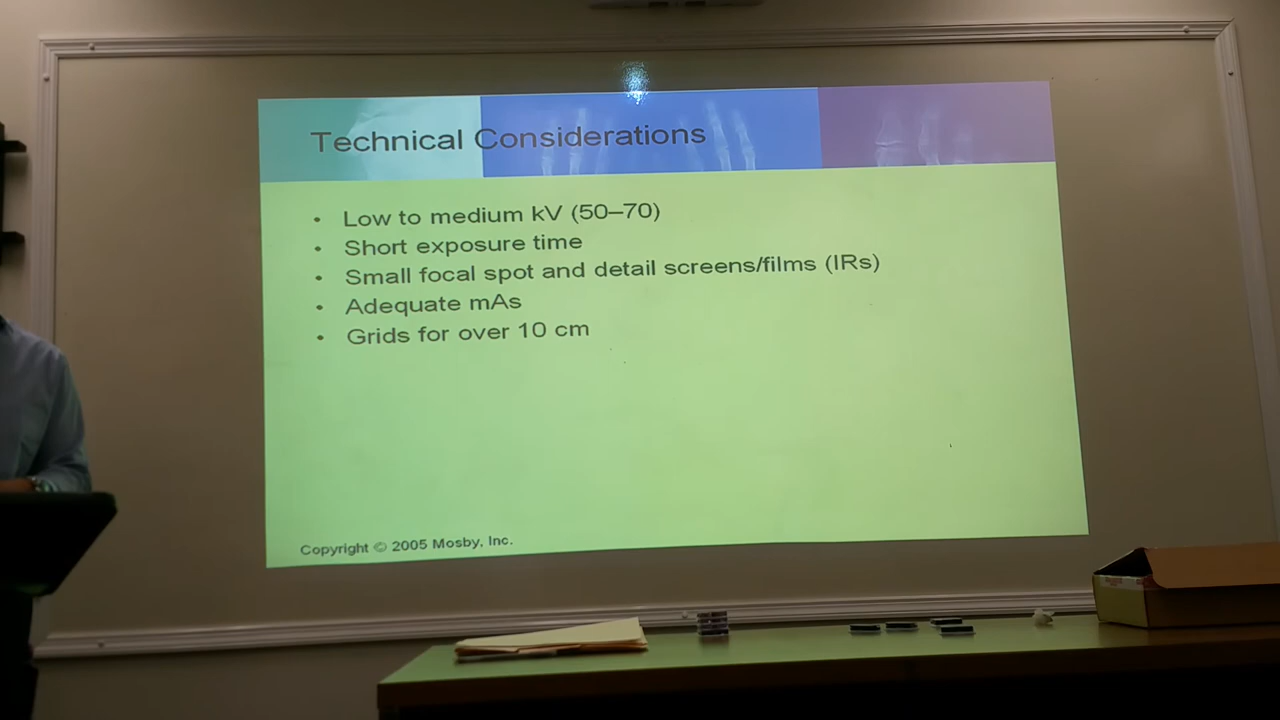 Technical Considerations
• Low to medium kV (50–70)
• Short exposure time
• Small focal spot and detail screens/films (IRs)
• Adequate mAs
• Grids for over 10 cm
Copyright © 2005 Mosby, Inc.